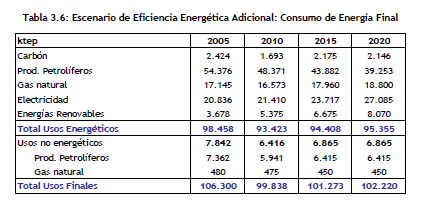 Tabla 3.6: Escenario de Eficiencia Energética Adicional: Consumo de Energía Final
ktep 2005 2010 2015 2020
Carbón 2.424 1.693 2.175 2.146
Prod. Petrolíferos 54.376 48.371 43.882 39.253
Gas natural 17.145 16.573 17.960 18.800
Electricidad 20.836 21.410 23.717 27.085
Energías Renovables 3.678 5.375 6.675 8.070
Total Usos Energéticos 98.458 93.423 94.408 95.355
Usos no energéticos 7.842 6.416 6.865 6.865
Prod. Petrolíferos 7.362 5.941 6.415 6.415
Gas natural 480 475 450 450
Total Usos Finales 106.300 99.838 101.273 102.220